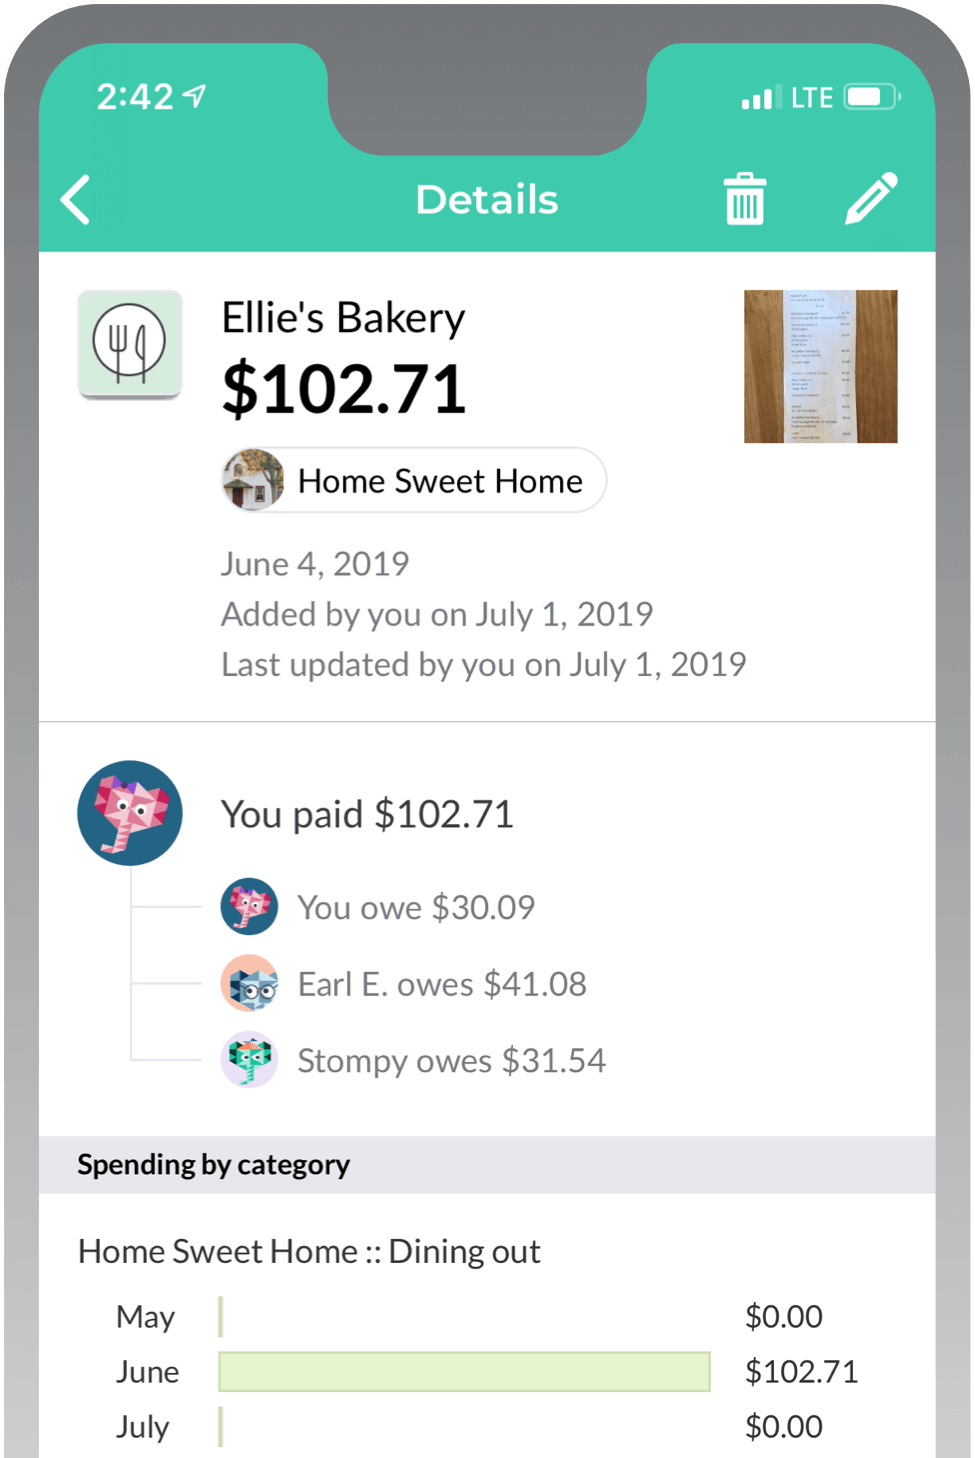 2:42 LTE
Details
Ellie's Bakery
$102.71
Home Sweet Home
June 4, 2019
Added by you on July 1, 2019
Last updated by you on July 1, 2019
You paid $102.71
You owe $30.09
Earl E. owes $41.08
Stompy owes $31.54
Spending by category
Home Sweet Home :: Dining out
May $0.00
June $102.71
July $0.00